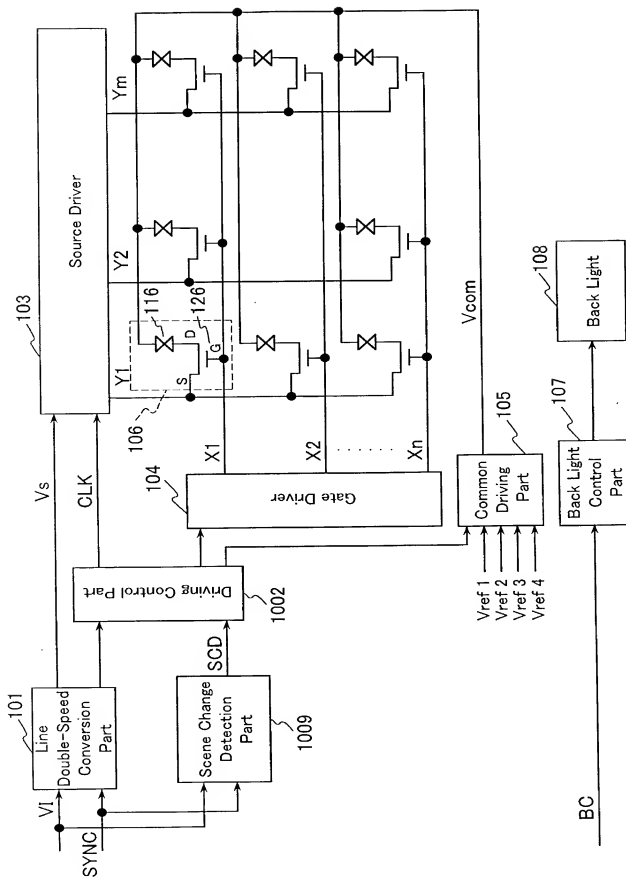 103
Source Driver
Vs
CLK
Y1
Y2
Ym
116
126
D
G
S
106
X1
X2
Xn
104
Gate Driver
Vcom
101
Line
Double-Speed
Conversion
Part
VI
SYNC
Driving Control Part
1002
SCD
Scene Change
Detection
Part
1009
Common
Driving
Part
105
Vref 1
Vref 2
Vref 3
Vref 4
108
Back Light
107
Back Light
Control
Part
BC